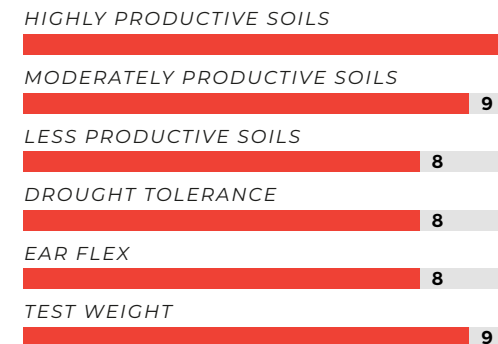 HIGHLY PRODUCTIVE SOILS
MODERATELY PRODUCTIVE SOILS
9
LESS PRODUCTIVE SOILS
8
DROUGHT TOLERANCE
8
EAR FLEX
8
TEST WEIGHT
9